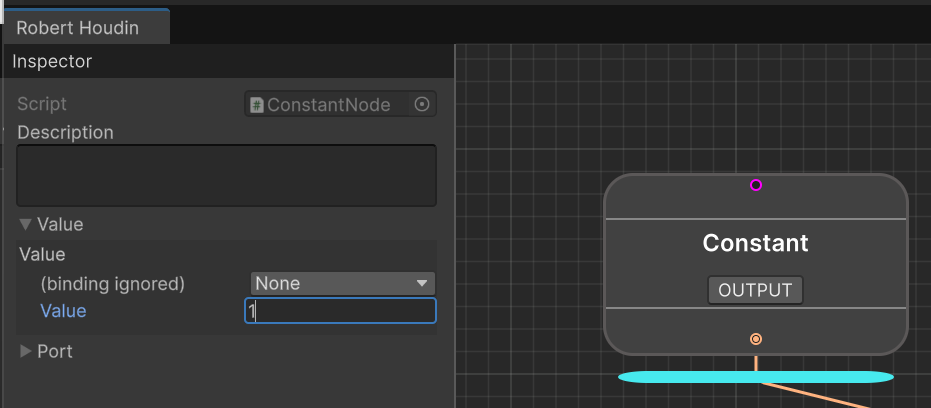 Robert Houdin
Inspector
Script
# ConstantNode
Description
Value
Value
(binding ignored)
None
Value
1
Port
Constant
OUTPUT